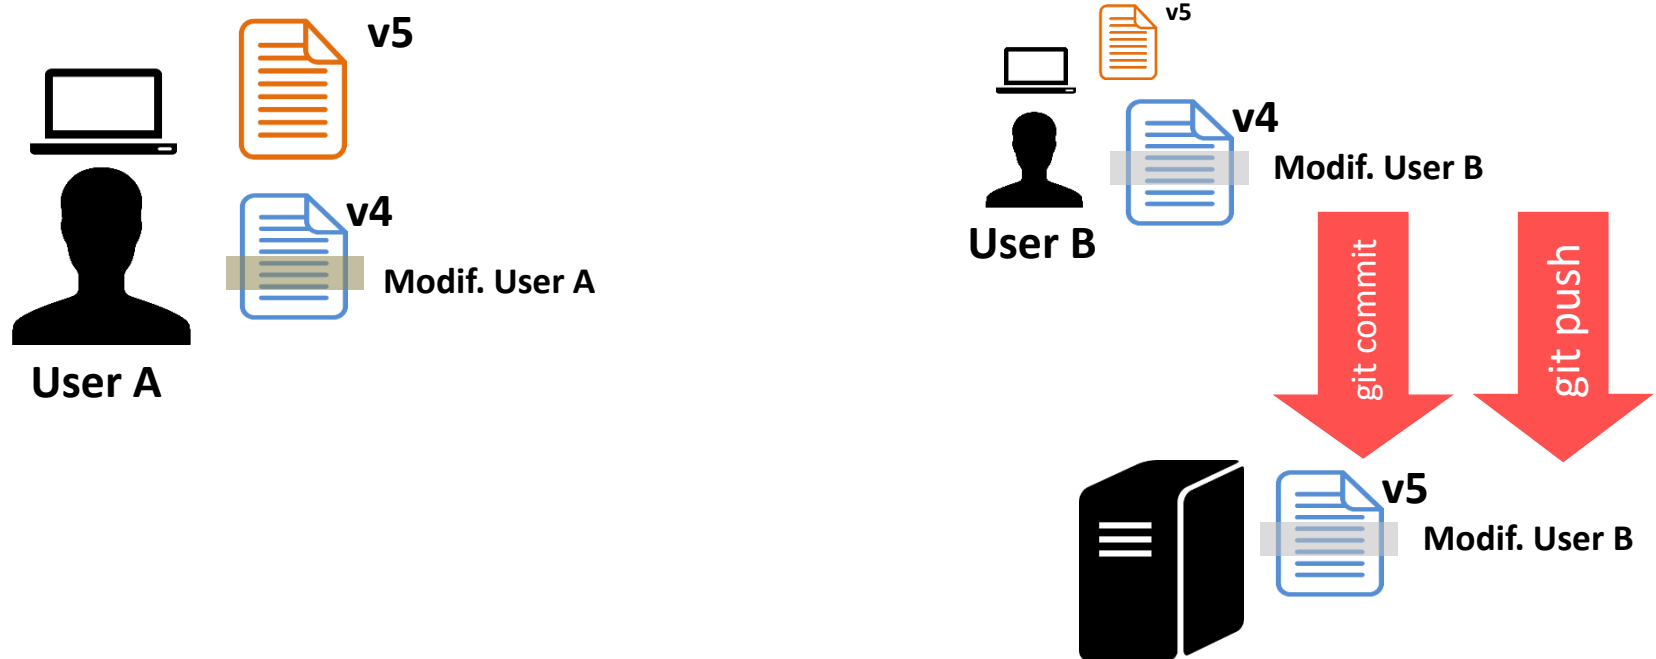 v5
v4
Modif. User A
User A
v5
v4
Modif. User B
User B
git commit
git push
v5
Modif. User B